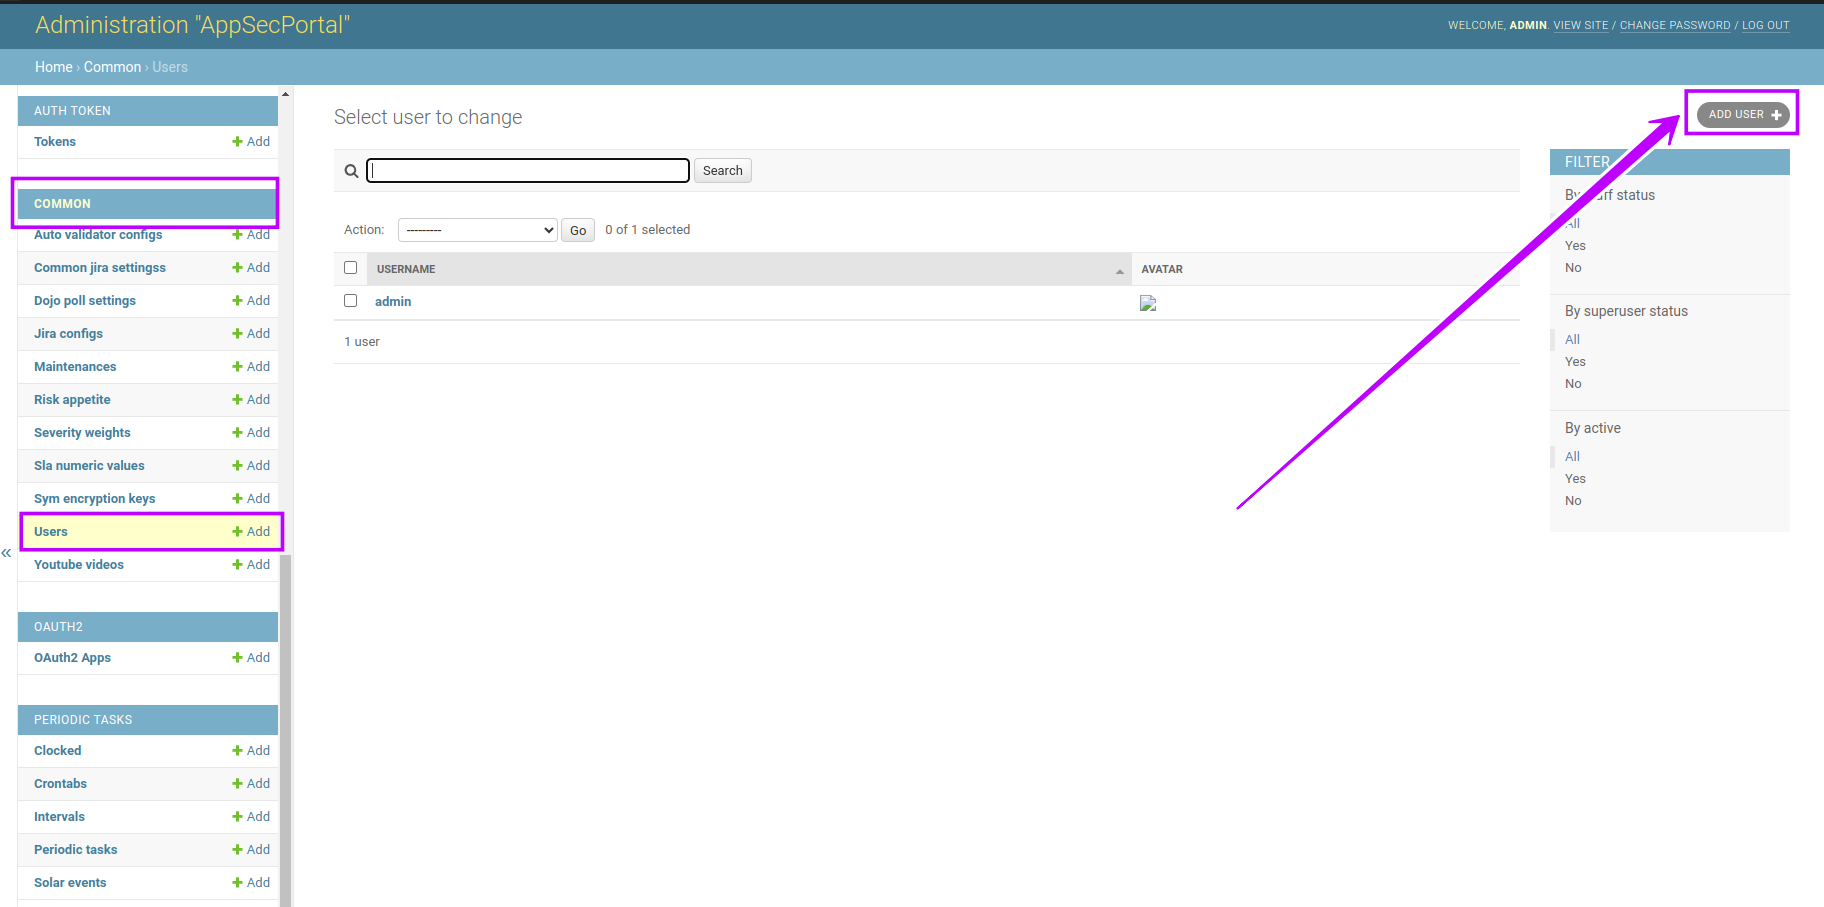 Administration "AppSecPortal"
WELCOME, ADMIN. VIEW SITE / CHANGE PASSWORD / LOG OUT
Home › Common › Users
AUTH TOKEN
Tokens Add
COMMON
Auto validator configs Add
Common jira settingss Add
Dojo poll settings Add
Jira configs Add
Maintenances Add
Risk appetite Add
Severity weights Add
Sla numeric values Add
Sym encryption keys Add
Users Add
Youtube videos Add
OAUTH2
OAuth2 Apps Add
PERIODIC TASKS
Clocked Add
Crontabs Add
Intervals Add
Periodic tasks Add
Solar events Add
«
Select user to change
ADD USER
Search
Action: --------- Go 0 of 1 selected
USERNAME AVATAR
admin
1 user
FILTER
By staff status
All
Yes
No
By superuser status
All
Yes
No
By active
All
Yes
No